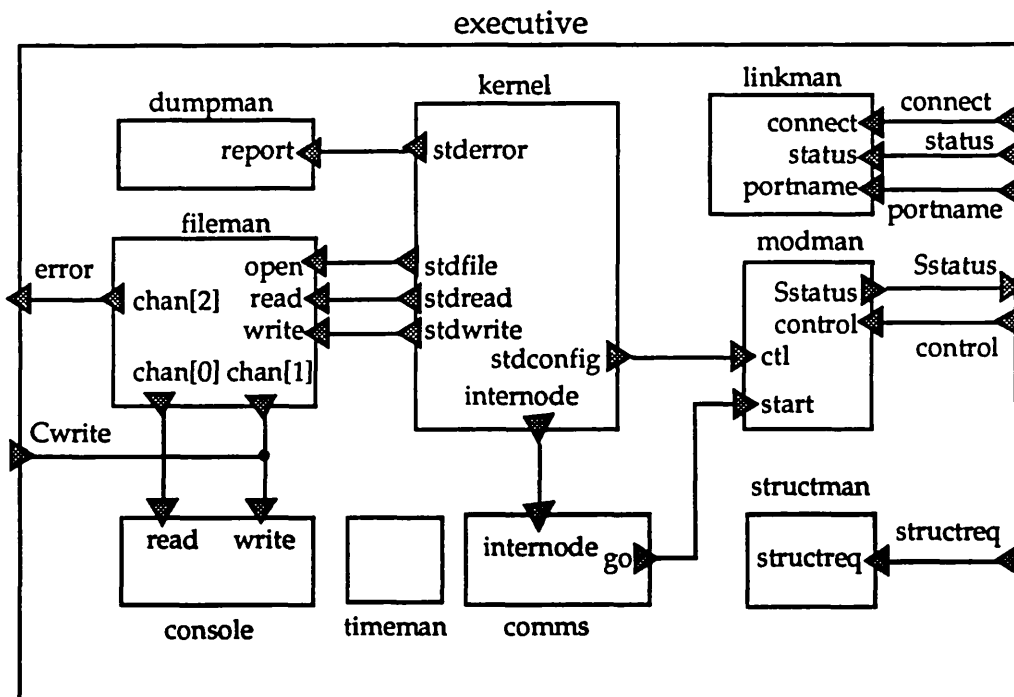 executive
kernel
linkman
dumpman
connect
connect
report
stderror
status
status
portname
portname
fileman
modman
error
open
stdfile
Sstatus
Sstatus
chan[2]
read
stdread
control
control
write
stdwrite
stdconfig
ctl
chan[0] chan[1]
internode
start
Cwrite
structman
structreq
read write
internode
go
structreq
console
timeman
comms